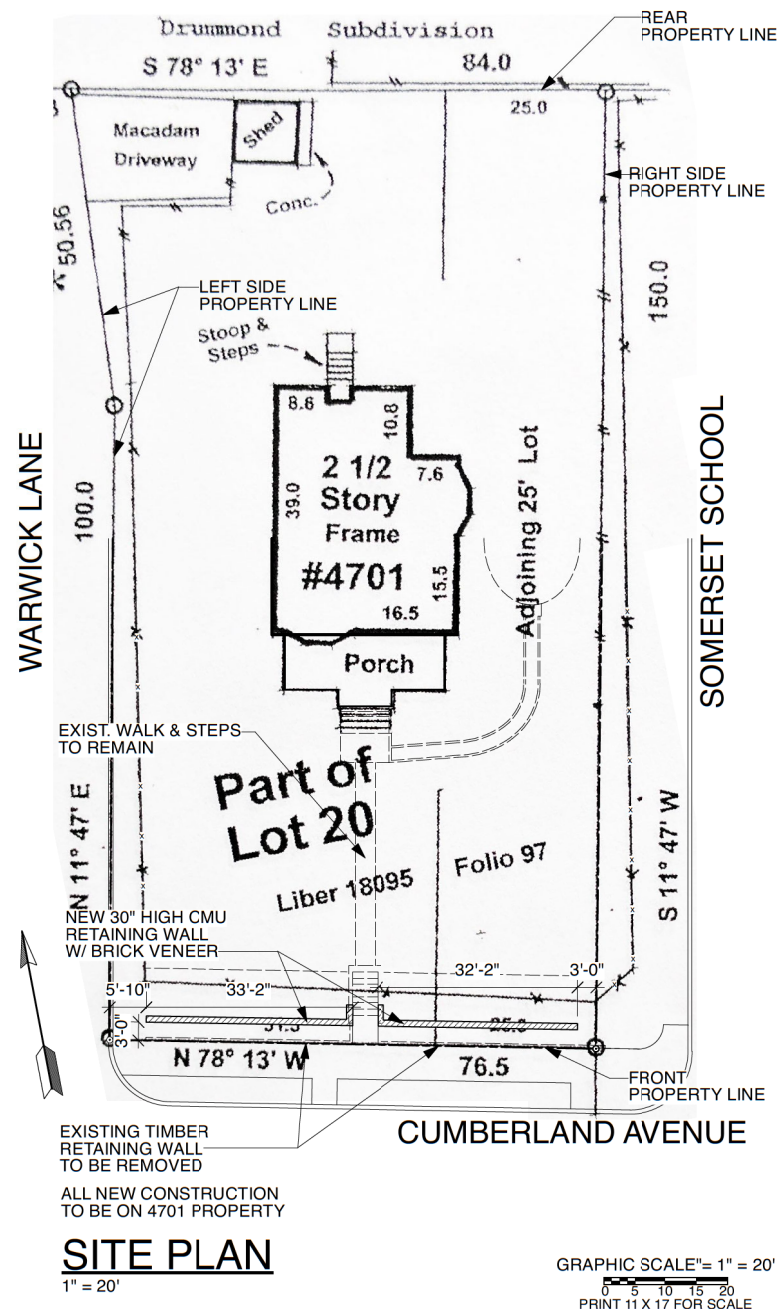 Drummond Subdivision
REAR
PROPERTY LINE
S 78° 13' E
84.0
25.0
Macadam
Driveway
Shed
Conc.
RIGHT SIDE
PROPERTY LINE
50.56
150.0
LEFT SIDE
PROPERTY LINE
Stoop &
Steps
8.6
10.8
7.6
2 1/2
Story
Frame
#4701
39.0
15.5
16.5
Porch
Adjoining 25' Lot
WARWICK LANE
100.0
SOMERSET SCHOOL
EXIST. WALK & STEPS
TO REMAIN
Part of
Lot 20
N 11° 47' E
Liber 18095
Folio 97
S 11° 47' W
NEW 30" HIGH CMU
RETAINING WALL
W/ BRICK VENEER
5'-10"
33'-2"
32'-2"
3'-0"
3'-0"
N 78° 13' W
76.5
FRONT
PROPERTY LINE
EXISTING TIMBER
RETAINING WALL
TO BE REMOVED
CUMBERLAND AVENUE
ALL NEW CONSTRUCTION
TO BE ON 4701 PROPERTY
SITE PLAN
1" = 20'
GRAPHIC SCALE"= 1" = 20'
0 5 10 15 20
PRINT 11 X 17 FOR SCALE